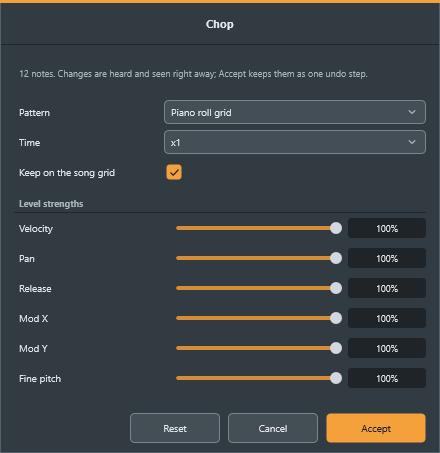 Chop
12 notes. Changes are heard and seen right away; Accept keeps them as one undo step.
Pattern
Piano roll grid
Time
x1
Keep on the song grid
Level strengths
Velocity
100%
Pan
100%
Release
100%
Mod X
100%
Mod Y
100%
Fine pitch
100%
Reset
Cancel
Accept